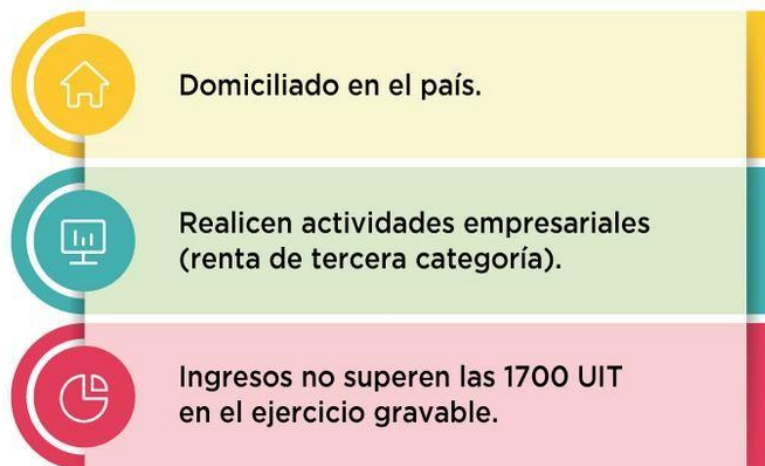 Domiciliado en el país.
Realicen actividades empresariales
(renta de tercera categoría).
Ingresos no superen las 1700 UIT
en el ejercicio gravable.